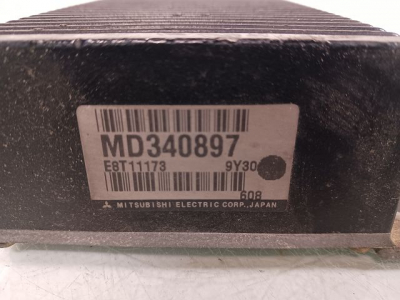 MD340897
E8T11173 9Y30
608
MITSUBISHI ELECTRIC CORP., JAPAN